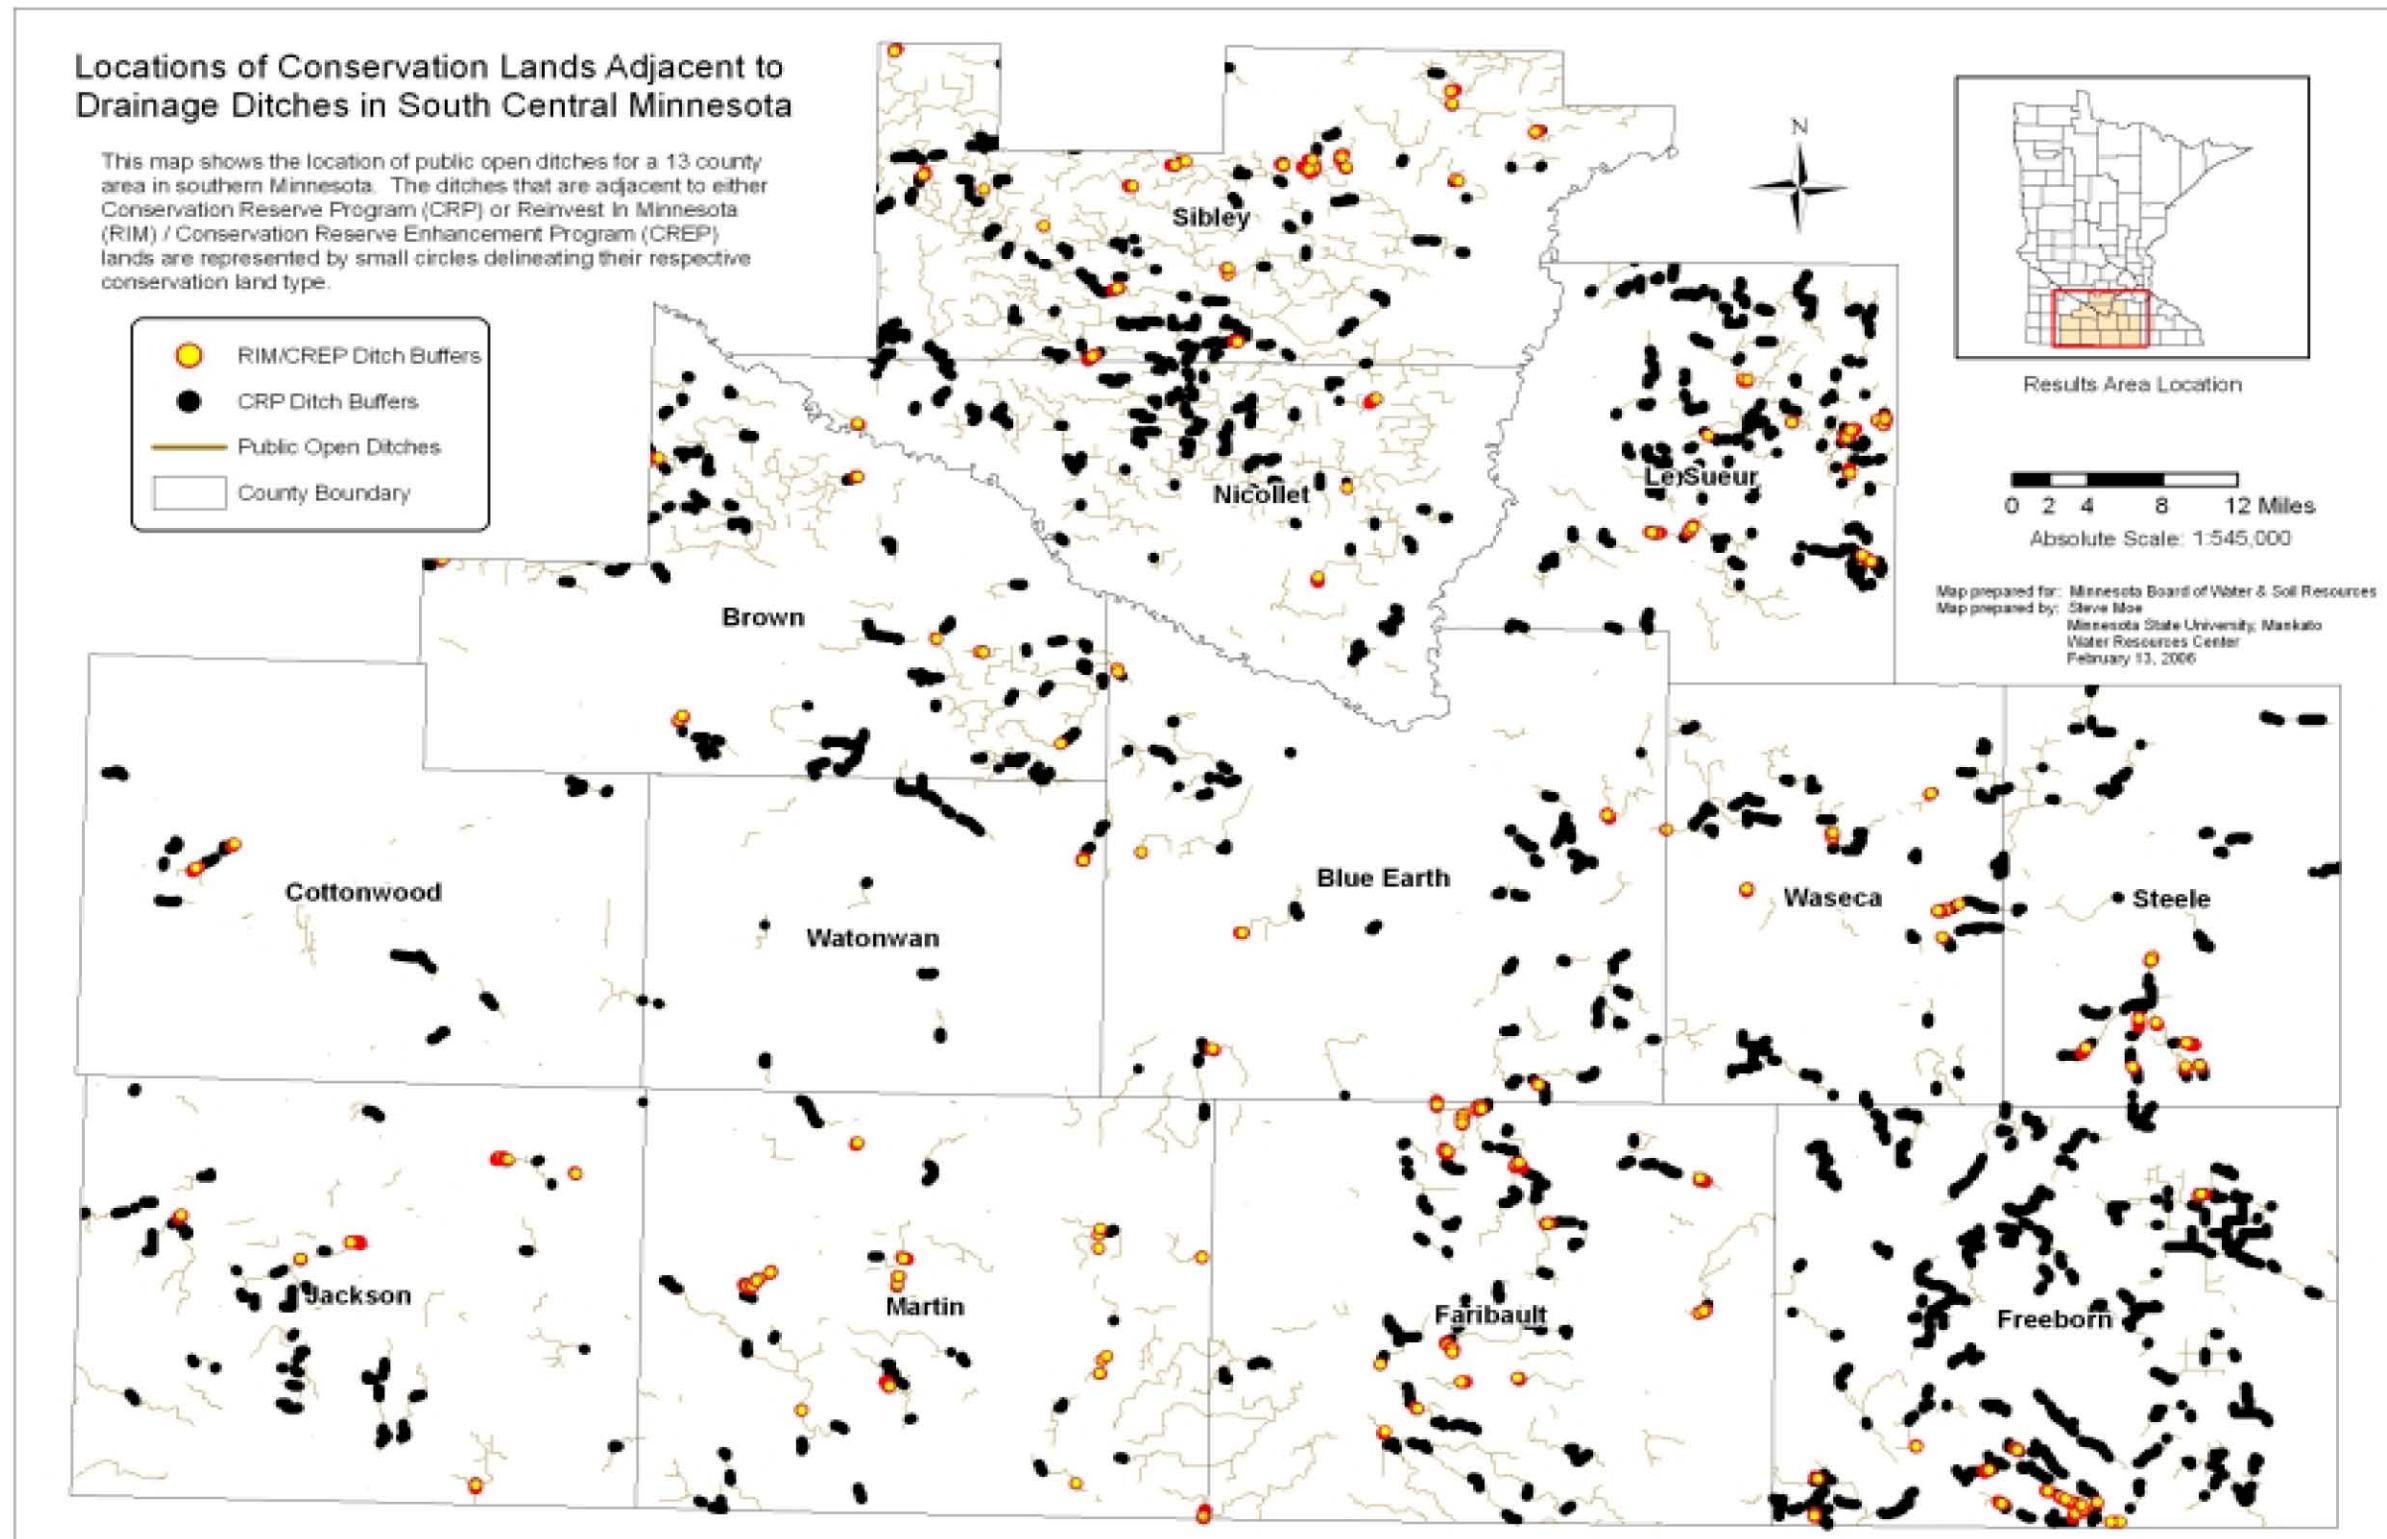 Locations of Conservation Lands Adjacent to
Drainage Ditches in South Central Minnesota
This map shows the location of public open ditches for a 13 county
area in southern Minnesota. The ditches that are adjacent to either
Conservation Reserve Program (CRP) or Reinvest In Minnesota
(RIM) / Conservation Reserve Enhancement Program (CREP)
lands are represented by small circles delineating their respective
conservation land type.
RIM/CREP Ditch Buffers
CRP Ditch Buffers
Public Open Ditches
County Boundary
N
Results Area Location
0 2 4 8 12 Miles
Absolute Scale: 1:545,000
Map prepared for: Minnesota Board of Water & Soil Resources
Map prepared by: Steve Moe
Minnesota State University, Mankato
Water Resources Center
February 13, 2006
Sibley
Nicollet
Le Sueur
Brown
Cottonwood
Watonwan
Blue Earth
Waseca
Steele
Jackson
Martin
Faribault
Freeborn